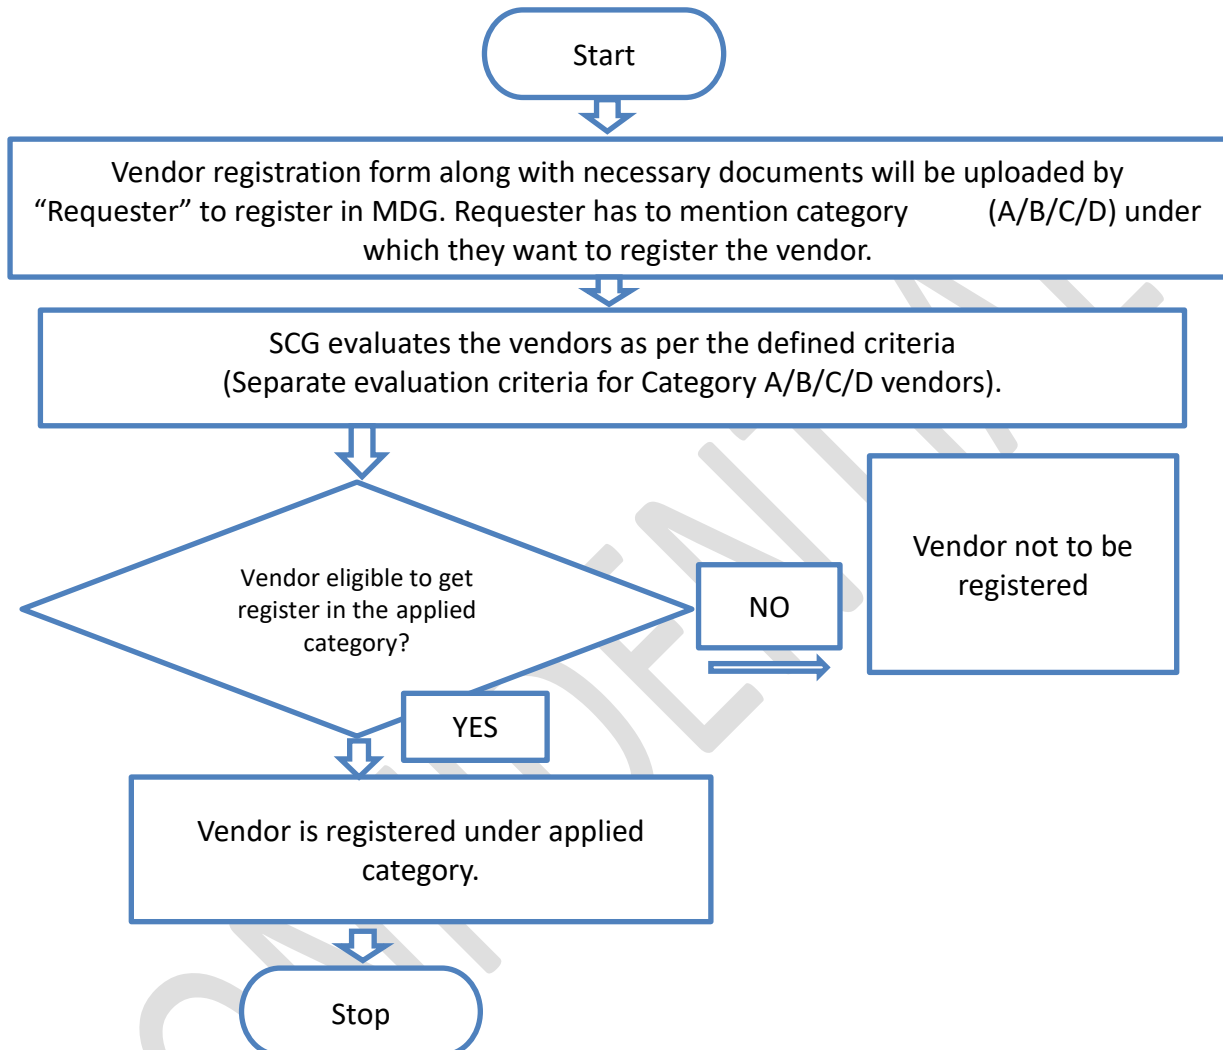 Start
Vendor registration form along with necessary documents will be uploaded by
“Requester” to register in MDG. Requester has to mention category (A/B/C/D) under
which they want to register the vendor.
SCG evaluates the vendors as per the defined criteria
(Separate evaluation criteria for Category A/B/C/D vendors).
Vendor eligible to get
register in the applied
category?
NO
Vendor not to be
registered
YES
Vendor is registered under applied
category.
Stop